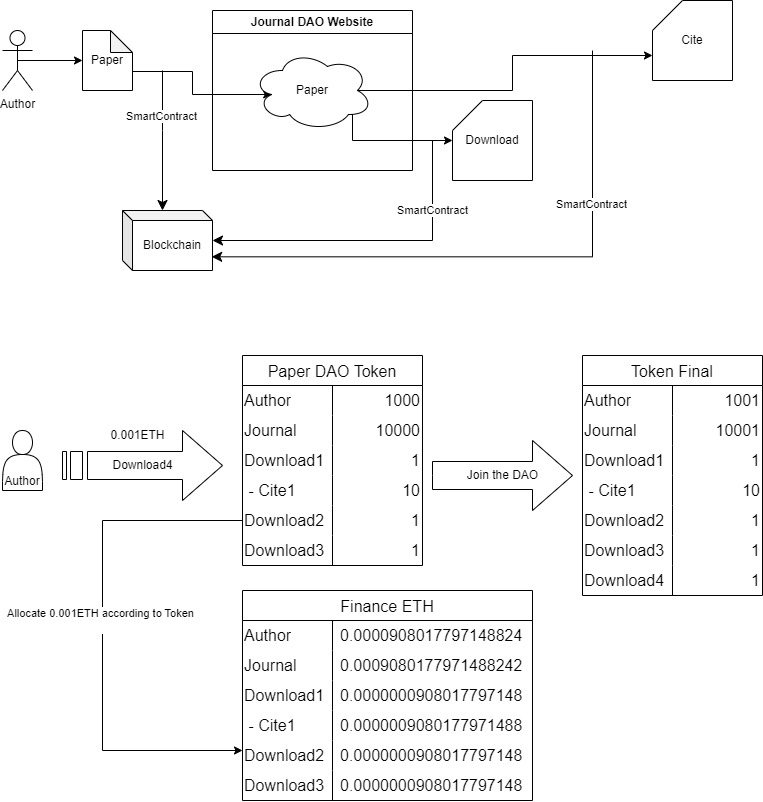 Journal DAO Website
Author
Paper
Paper
Cite
Download
SmartContract
SmartContract
SmartContract
Blockchain
Author
0.001ETH
Download4
Paper DAO Token
Author 1000
Journal 10000
Download1 1
- Cite1 10
Download2 1
Download3 1
Join the DAO
Token Final
Author 1001
Journal 10001
Download1 1
- Cite1 10
Download2 1
Download3 1
Download4 1
Allocate 0.001ETH according to Token
Finance ETH
Author 0.0000908017797148824
Journal 0.0009080177971488242
Download1 0.0000000908017797148
- Cite1 0.0000009080177971488
Download2 0.0000000908017797148
Download3 0.0000000908017797148